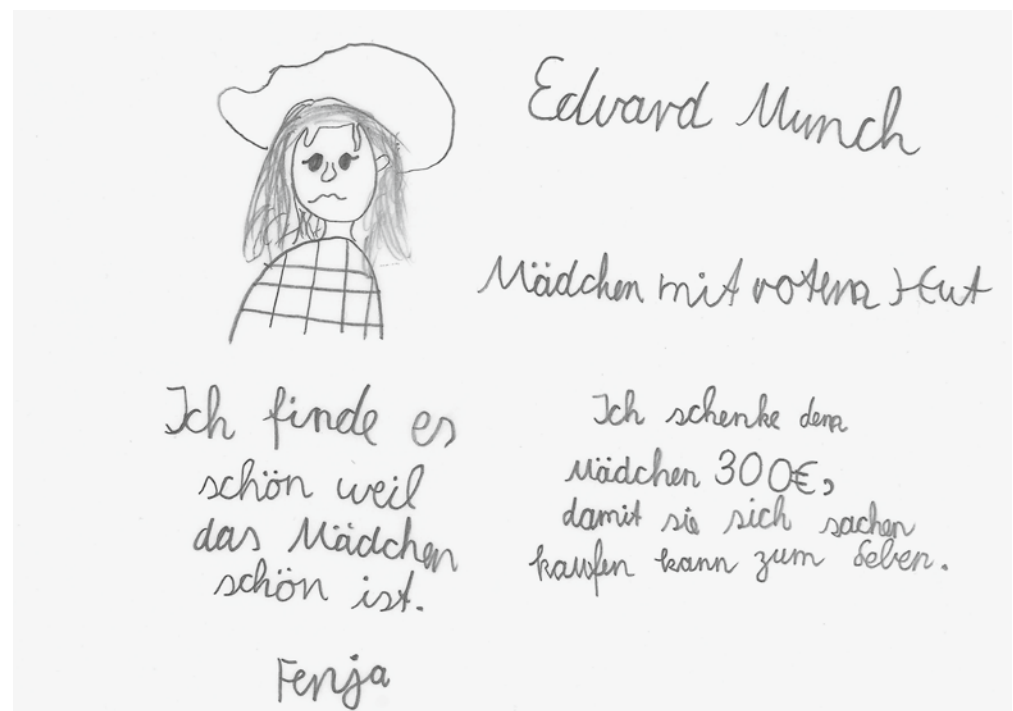 Edvard Munch
Mädchen mit rotem Hut
Ich finde es
schön weil
das Mädchen
schön ist.
Fenja
Ich schenke dem
Mädchen 300€,
damit sie sich sachen
kaufen kann zum Leben.